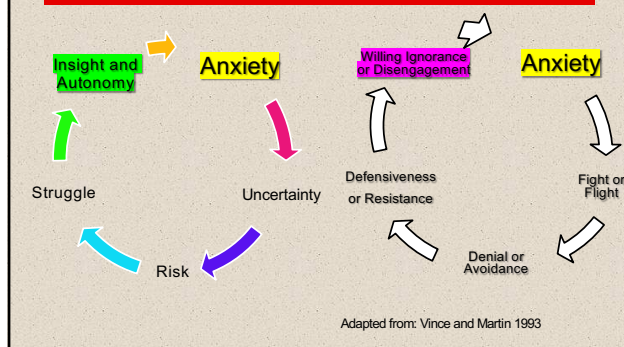 Insight and
Autonomy
Anxiety
Uncertainty
Risk
Struggle
Willing Ignorance
or Disengagement
Anxiety
Fight or
Flight
Denial or
Avoidance
Defensiveness
or Resistance
Adapted from: Vince and Martin 1993